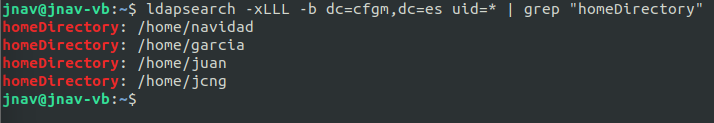 jnav@jnav-vb:~$ ldapsearch -xLLL -b dc=cfgm,dc=es uid=* | grep "homeDirectory"
homeDirectory: /home/navidad
homeDirectory: /home/garcia
homeDirectory: /home/juan
homeDirectory: /home/jcng
jnav@jnav-vb:~$